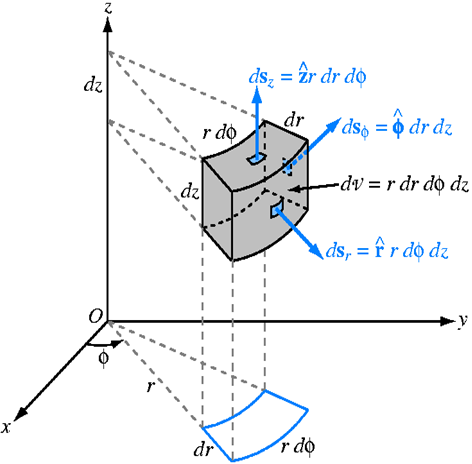 z
dz
ds_z = ẑr dr dϕ
r dϕ
dr
ds_ϕ = ϕ̂ dr dz
dz
dv = r dr dϕ dz
ds_r = r̂ r dϕ dz
O
y
ϕ
r
x
dr
r dϕ